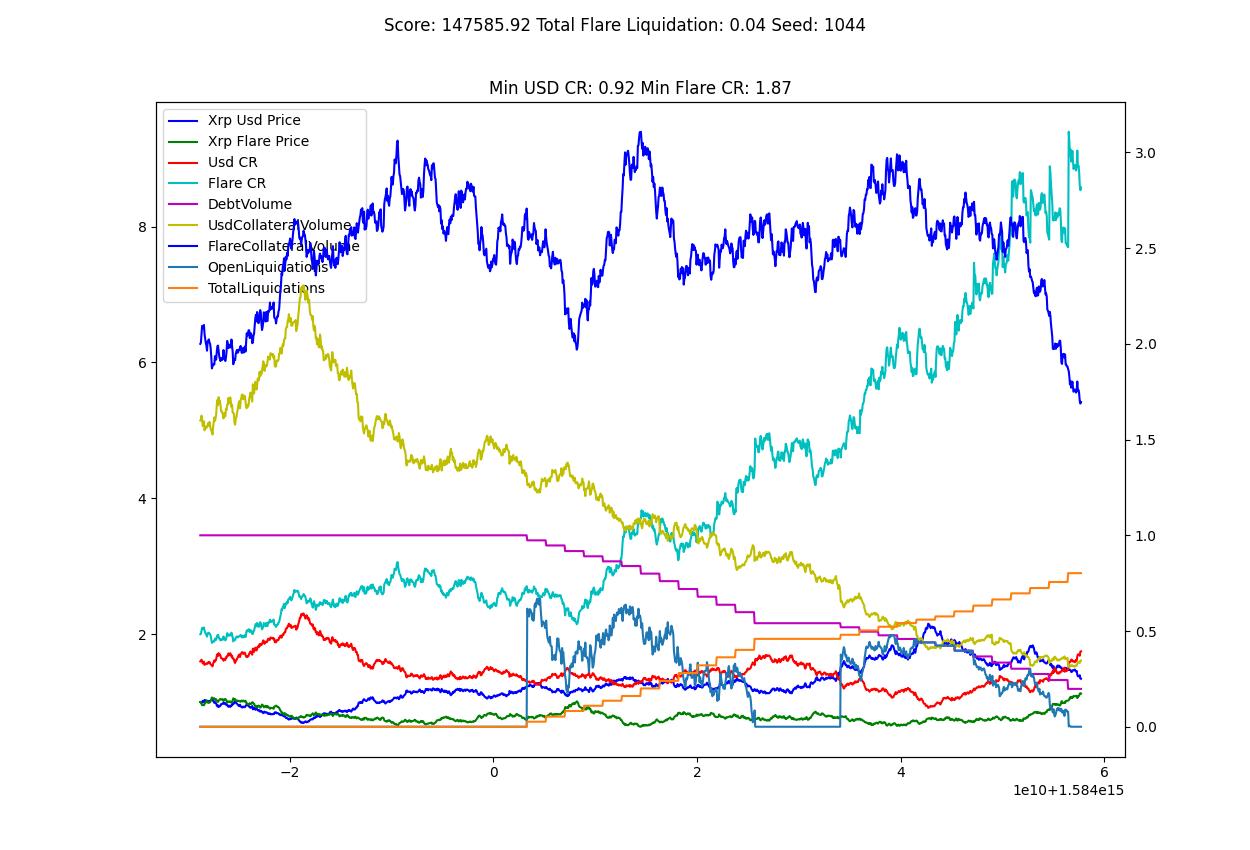 Score: 147585.92 Total Flare Liquidation: 0.04 Seed: 1044
Min USD CR: 0.92 Min Flare CR: 1.87
Xrp Usd Price
Xrp Flare Price
Usd CR
Flare CR
DebtVolume
UsdCollateralVolume
FlareCollateralVolume
OpenLiquidations
TotalLiquidations
8
6
4
2
3.0
2.5
2.0
1.5
1.0
0.5
0.0
−2
0
2
4
6
1e10+1.584e15